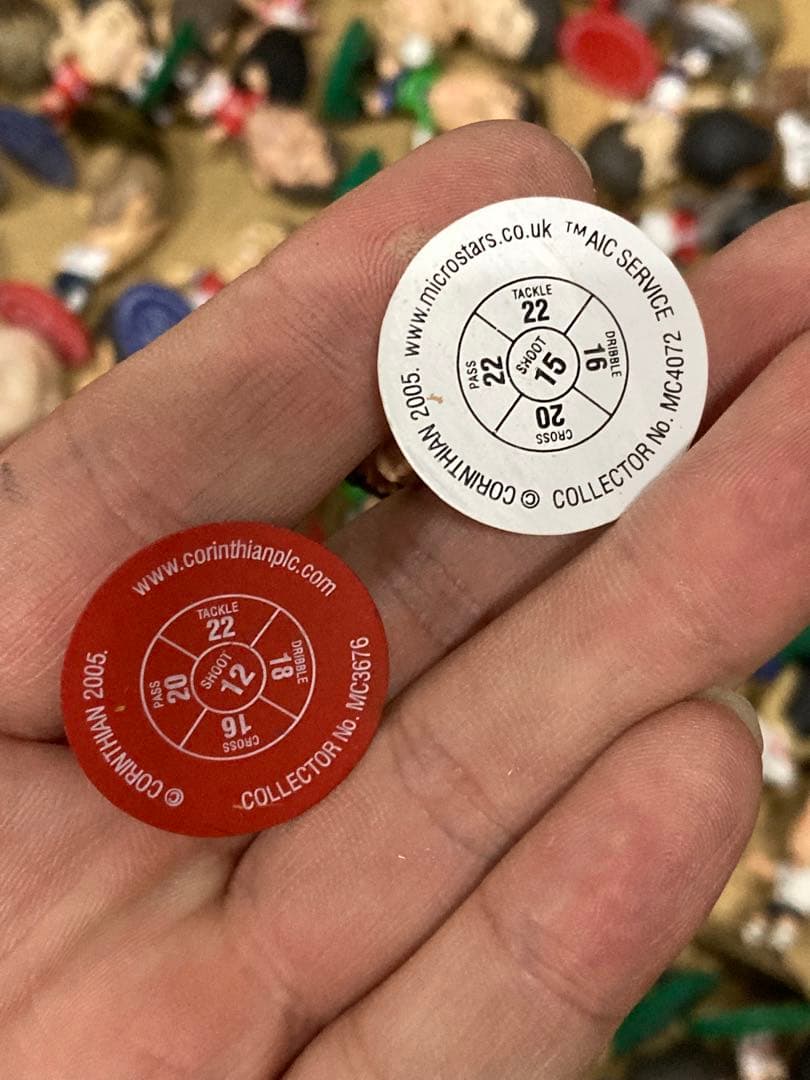 © CORINTHIAN 2005. www.microstars.co.uk ™AIC SERVICE
TACKLE
22
DRIBBLE
16
SHOOT
15
PASS
22
CROSS
20
COLLECTOR No. MC4072
www.corinthianplc.com
© CORINTHIAN 2005.
TACKLE
22
DRIBBLE
18
SHOOT
12
PASS
20
CROSS
16
COLLECTOR No. MC3676